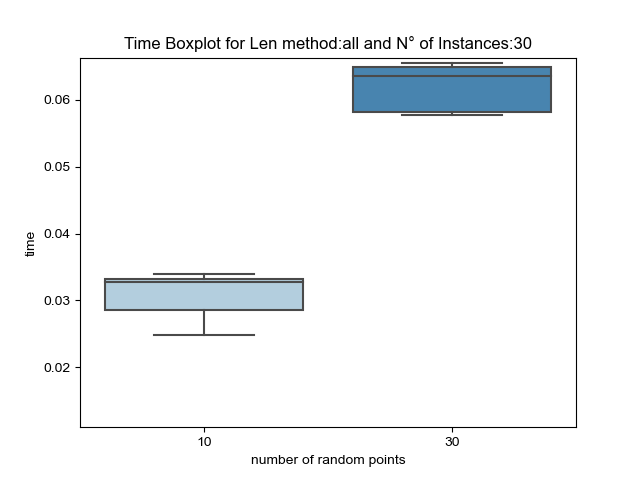 Time Boxplot for Len method:all and N° of Instances:30
0.06
0.05
0.04
0.03
0.02
time
10
30
number of random points